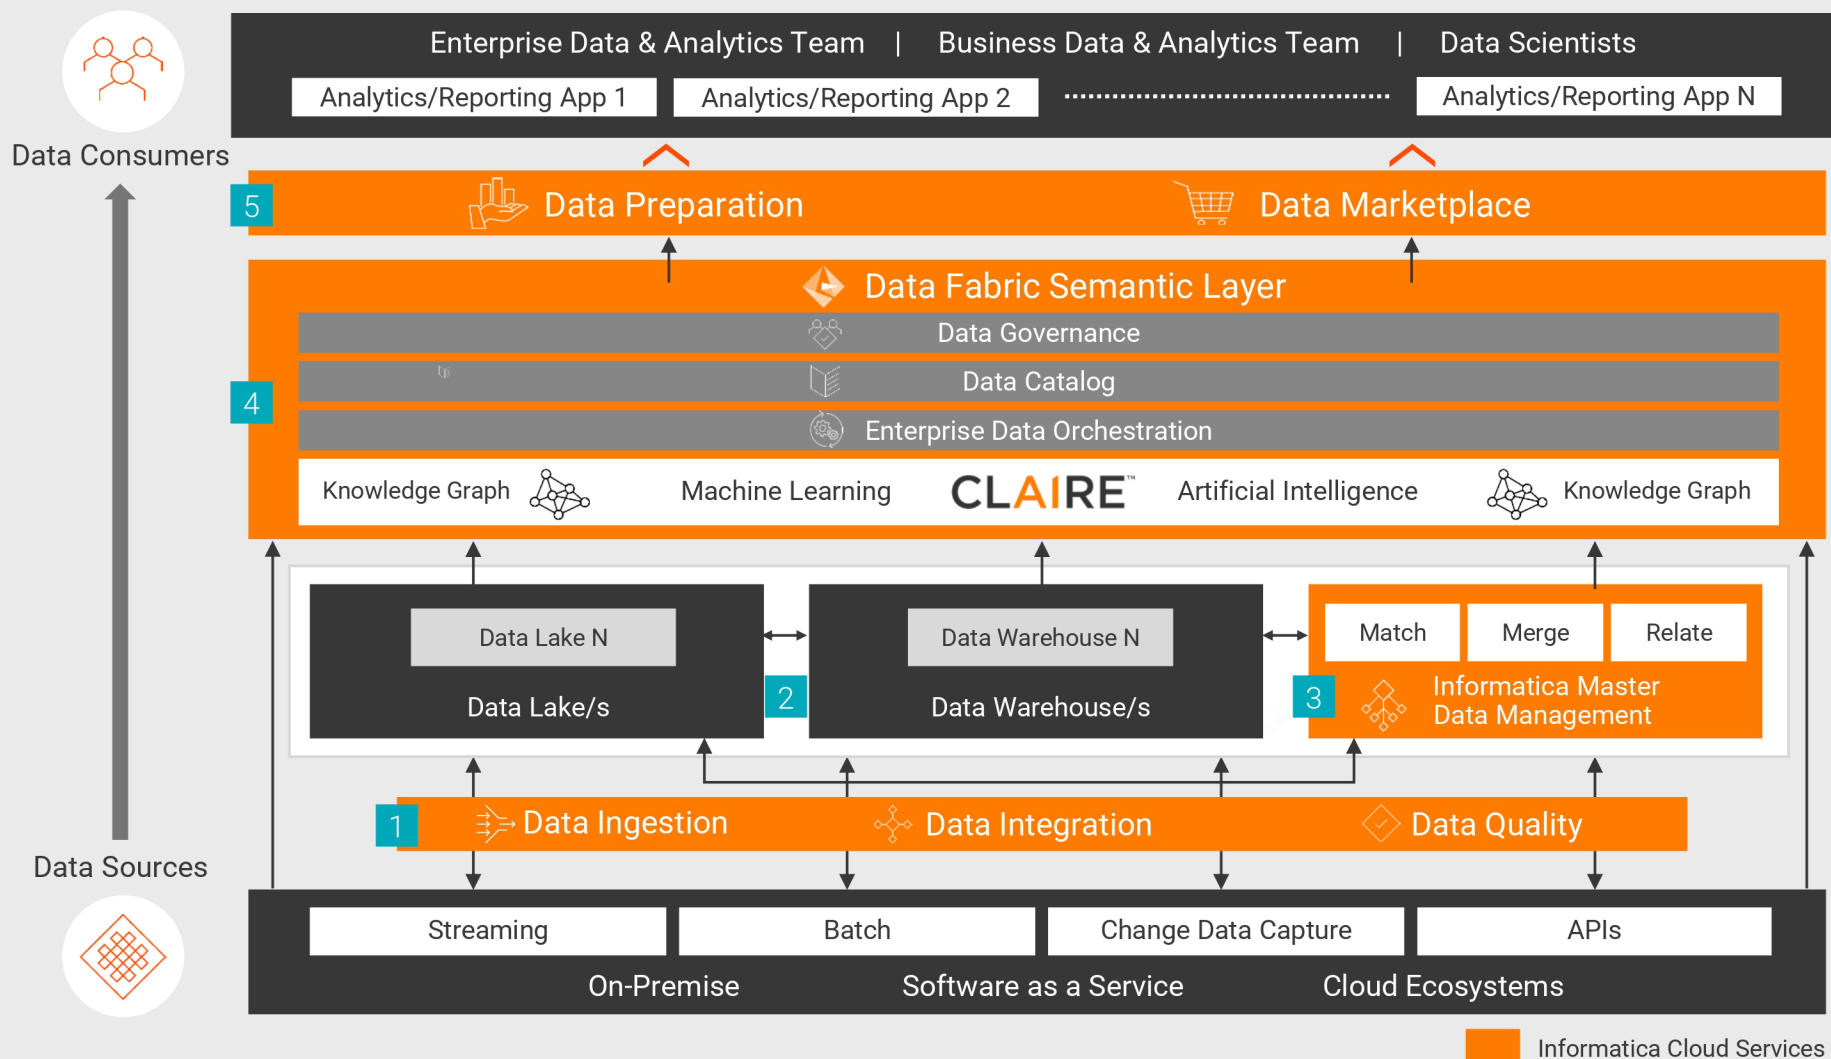 Enterprise Data & Analytics Team | Business Data & Analytics Team | Data Scientists
Analytics/Reporting App 1
Analytics/Reporting App 2
Analytics/Reporting App N
Data Consumers
5
Data Preparation
Data Marketplace
Data Fabric Semantic Layer
Data Governance
4
Data Catalog
Enterprise Data Orchestration
Knowledge Graph
Machine Learning
CLAIRE™
Artificial Intelligence
Knowledge Graph
Data Lake N
Data Lake/s
2
Data Warehouse N
Data Warehouse/s
Match
Merge
Relate
3
Informatica Master
Data Management
1
Data Ingestion
Data Integration
Data Quality
Data Sources
Streaming
Batch
Change Data Capture
APIs
On-Premise
Software as a Service
Cloud Ecosystems
Informatica Cloud Services